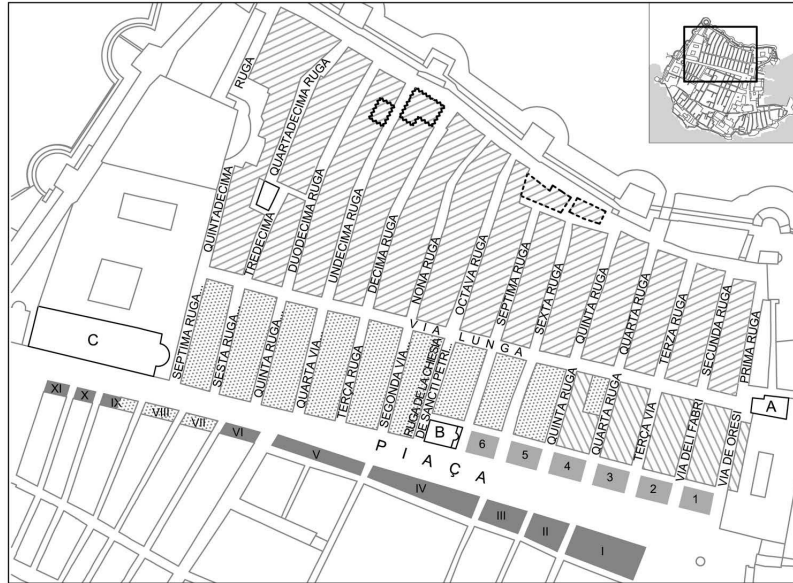 RUGA
QUINTADECIMA
QUARTADECIMA RUGA
TREDECIMA
DUODECIMA RUGA
UNDECIMA RUGA
DECIMA RUGA
NONA RUGA
OCTAVA RUGA
SEPTIMA RUGA
SEXTA RUGA
QUINTA RUGA
QUARTA RUGA
TERZA RUGA
SECUNDA RUGA
PRIMA RUGA
VIA LUNGA
C
SEPTIMA RUGA...
SESTA RUGA...
QUINTA RUGA...
QUARTA VIA...
TERÇA RUGA
SEGONDA VIA
RUGA DE LA CHIESIA
DE SANCTI PETRI
QUINTA RUGA
QUARTA RUGA
TERÇA VIA
VIA DELI FABRI
VIA DE ORESI
A
B
PIAÇA
6
5
4
3
2
1
XI
X
IX
VIII
VII
VI
V
IV
III
II
I